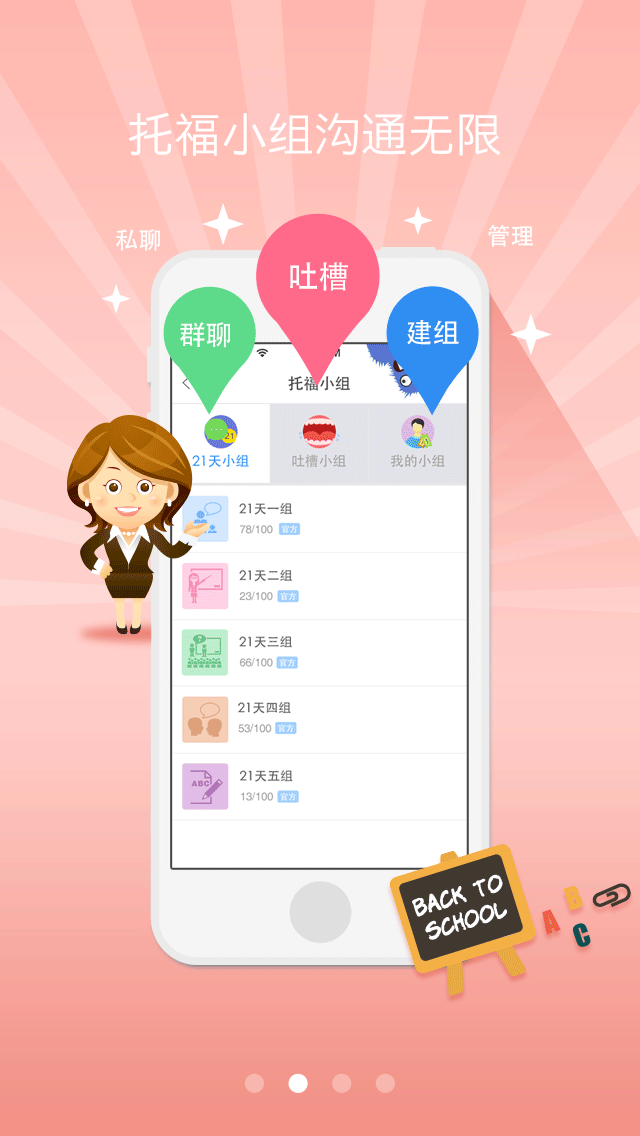 托福小组沟通无限
私聊
管理
吐槽
群聊
建组
托福小组
21
21天小组
吐槽小组
我的小组
21天一组
78/100 官方
21天二组
23/100 官方
21天三组
66/100 官方
21天四组
53/100 官方
ABC
21天五组
13/100 官方
BACK TO
SCHOOL
A
B
C